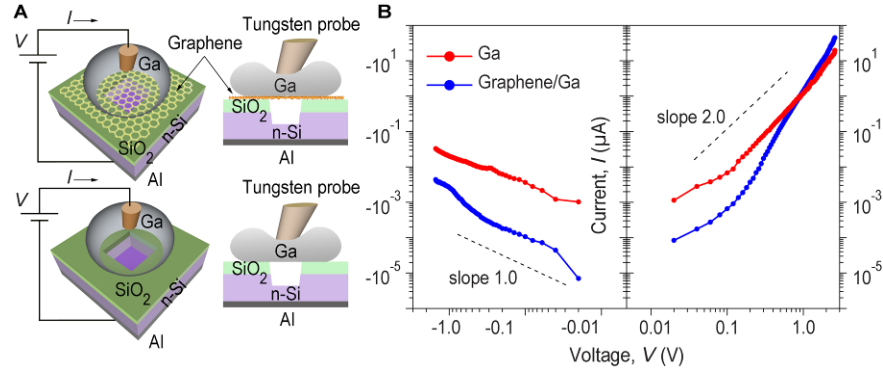 A
I
V
Ga
Graphene
SiO2
n-Si
Al
Tungsten probe
Ga
SiO2
n-Si
Al
I
V
Ga
SiO2
n-Si
Al
Tungsten probe
Ga
SiO2
n-Si
Al
B
Ga
Graphene/Ga
slope 2.0
slope 1.0
Current, I (μA)
-10^1
-10^-1
-10^-3
-10^-5
10^1
10^-1
10^-3
10^-5
-1.0 -0.1 -0.01 0.01 0.1 1.0
Voltage, V (V)